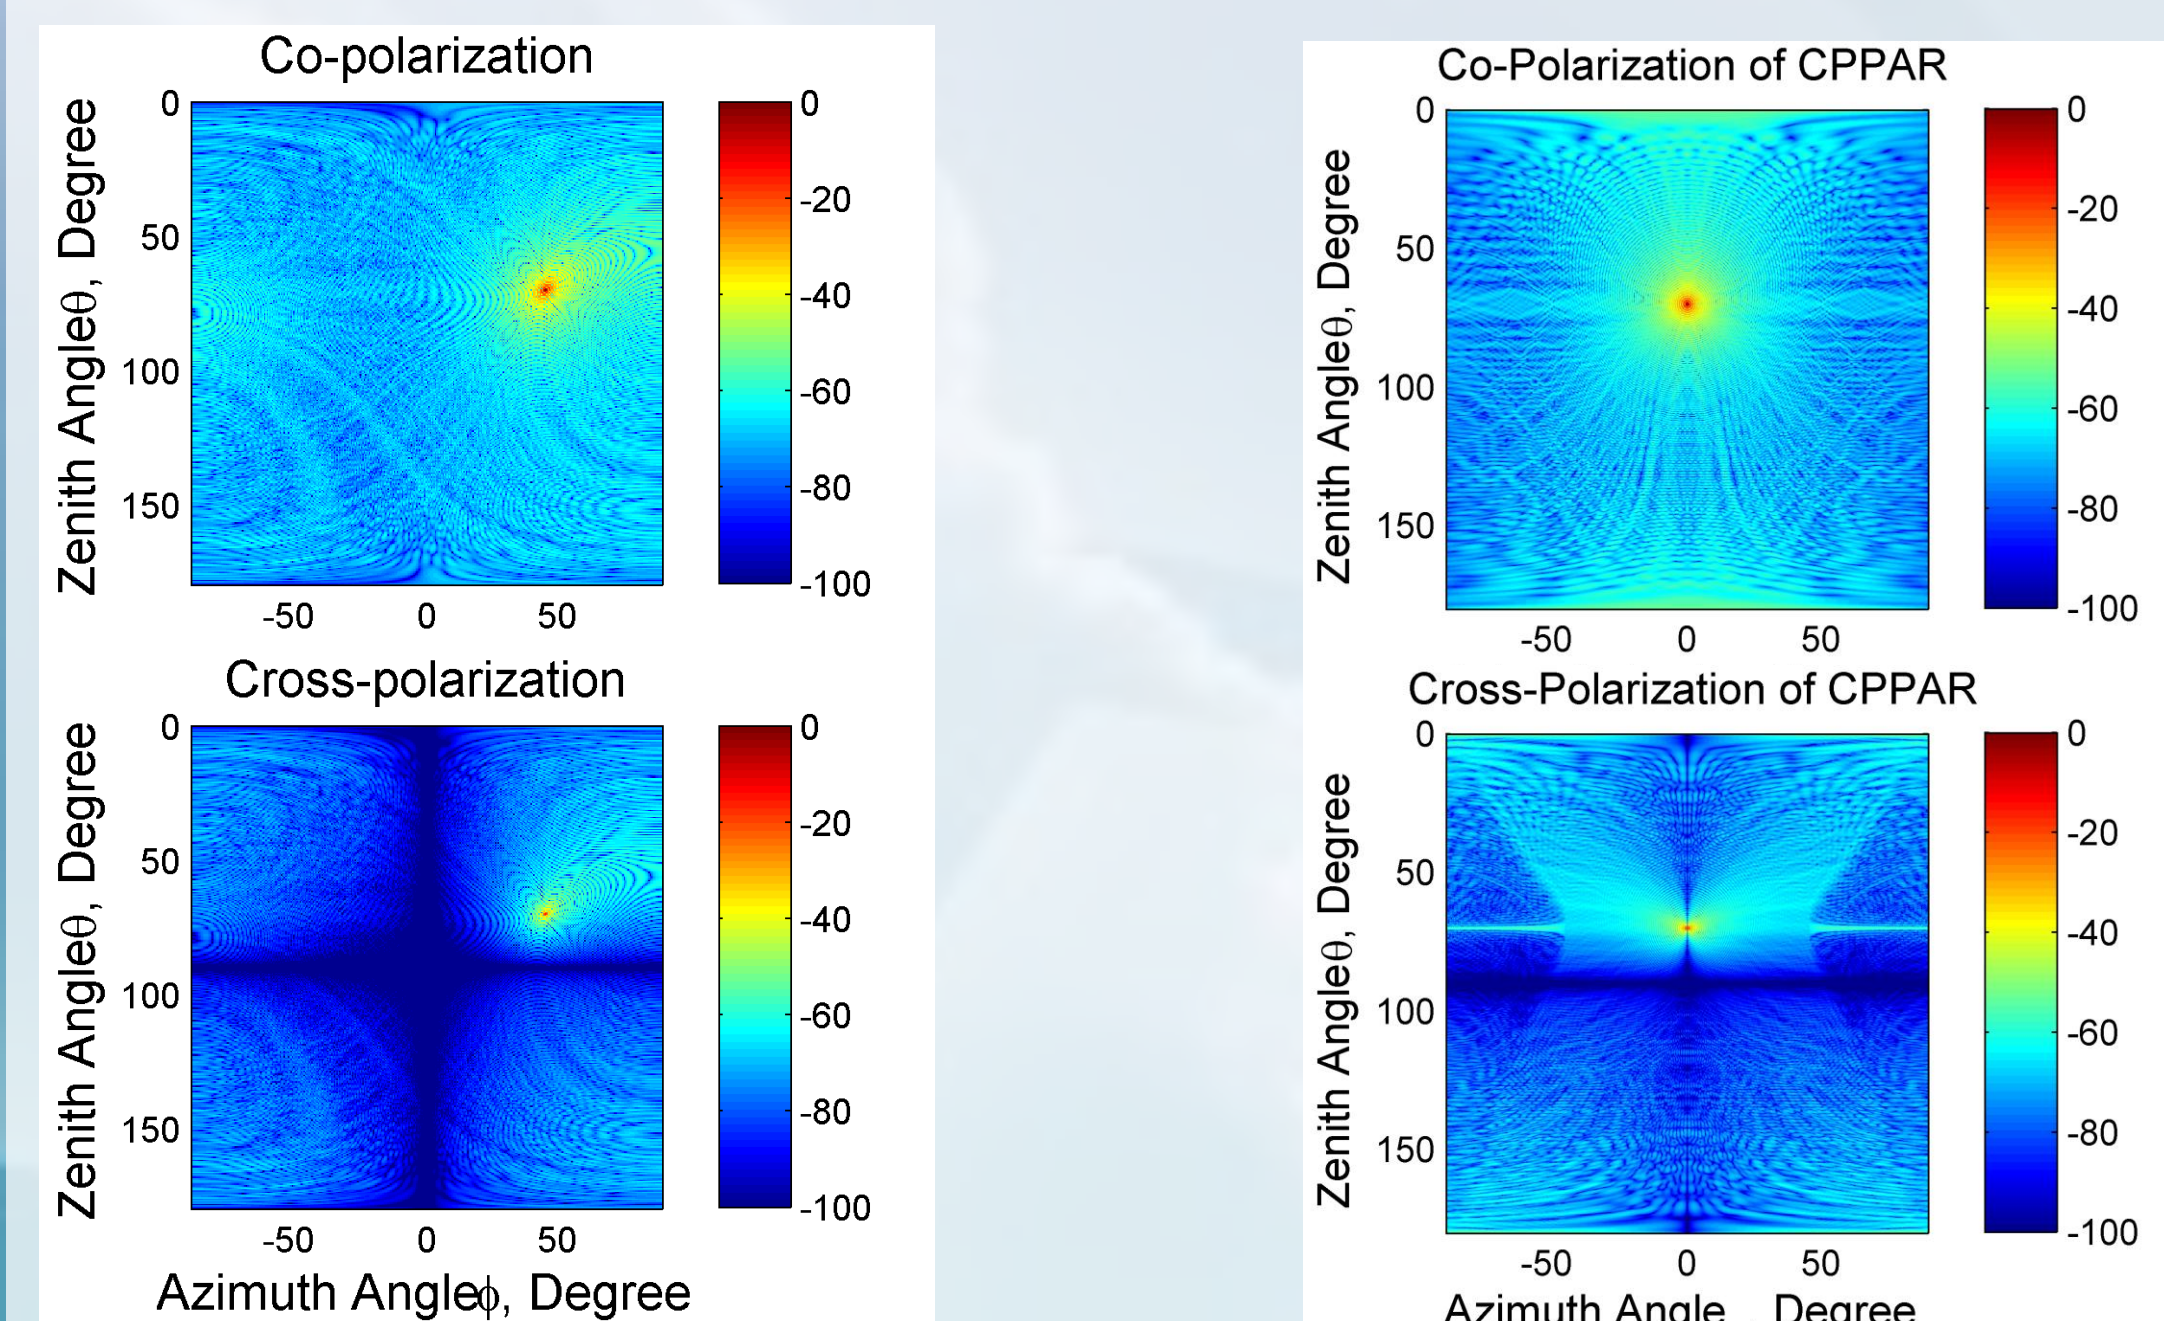 Co-polarization
Zenith Angleθ, Degree
0
50
100
150
-50 0 50
0
-20
-40
-60
-80
-100
Cross-polarization
Zenith Angleθ, Degree
0
50
100
150
-50 0 50
Azimuth Angleϕ, Degree
0
-20
-40
-60
-80
-100
Co-Polarization of CPPAR
Zenith Angleθ, Degree
0
50
100
150
-50 0 50
0
-20
-40
-60
-80
-100
Cross-Polarization of CPPAR
Zenith Angleθ, Degree
0
50
100
150
-50 0 50
Azimuth Angle , Degree
0
-20
-40
-60
-80
-100